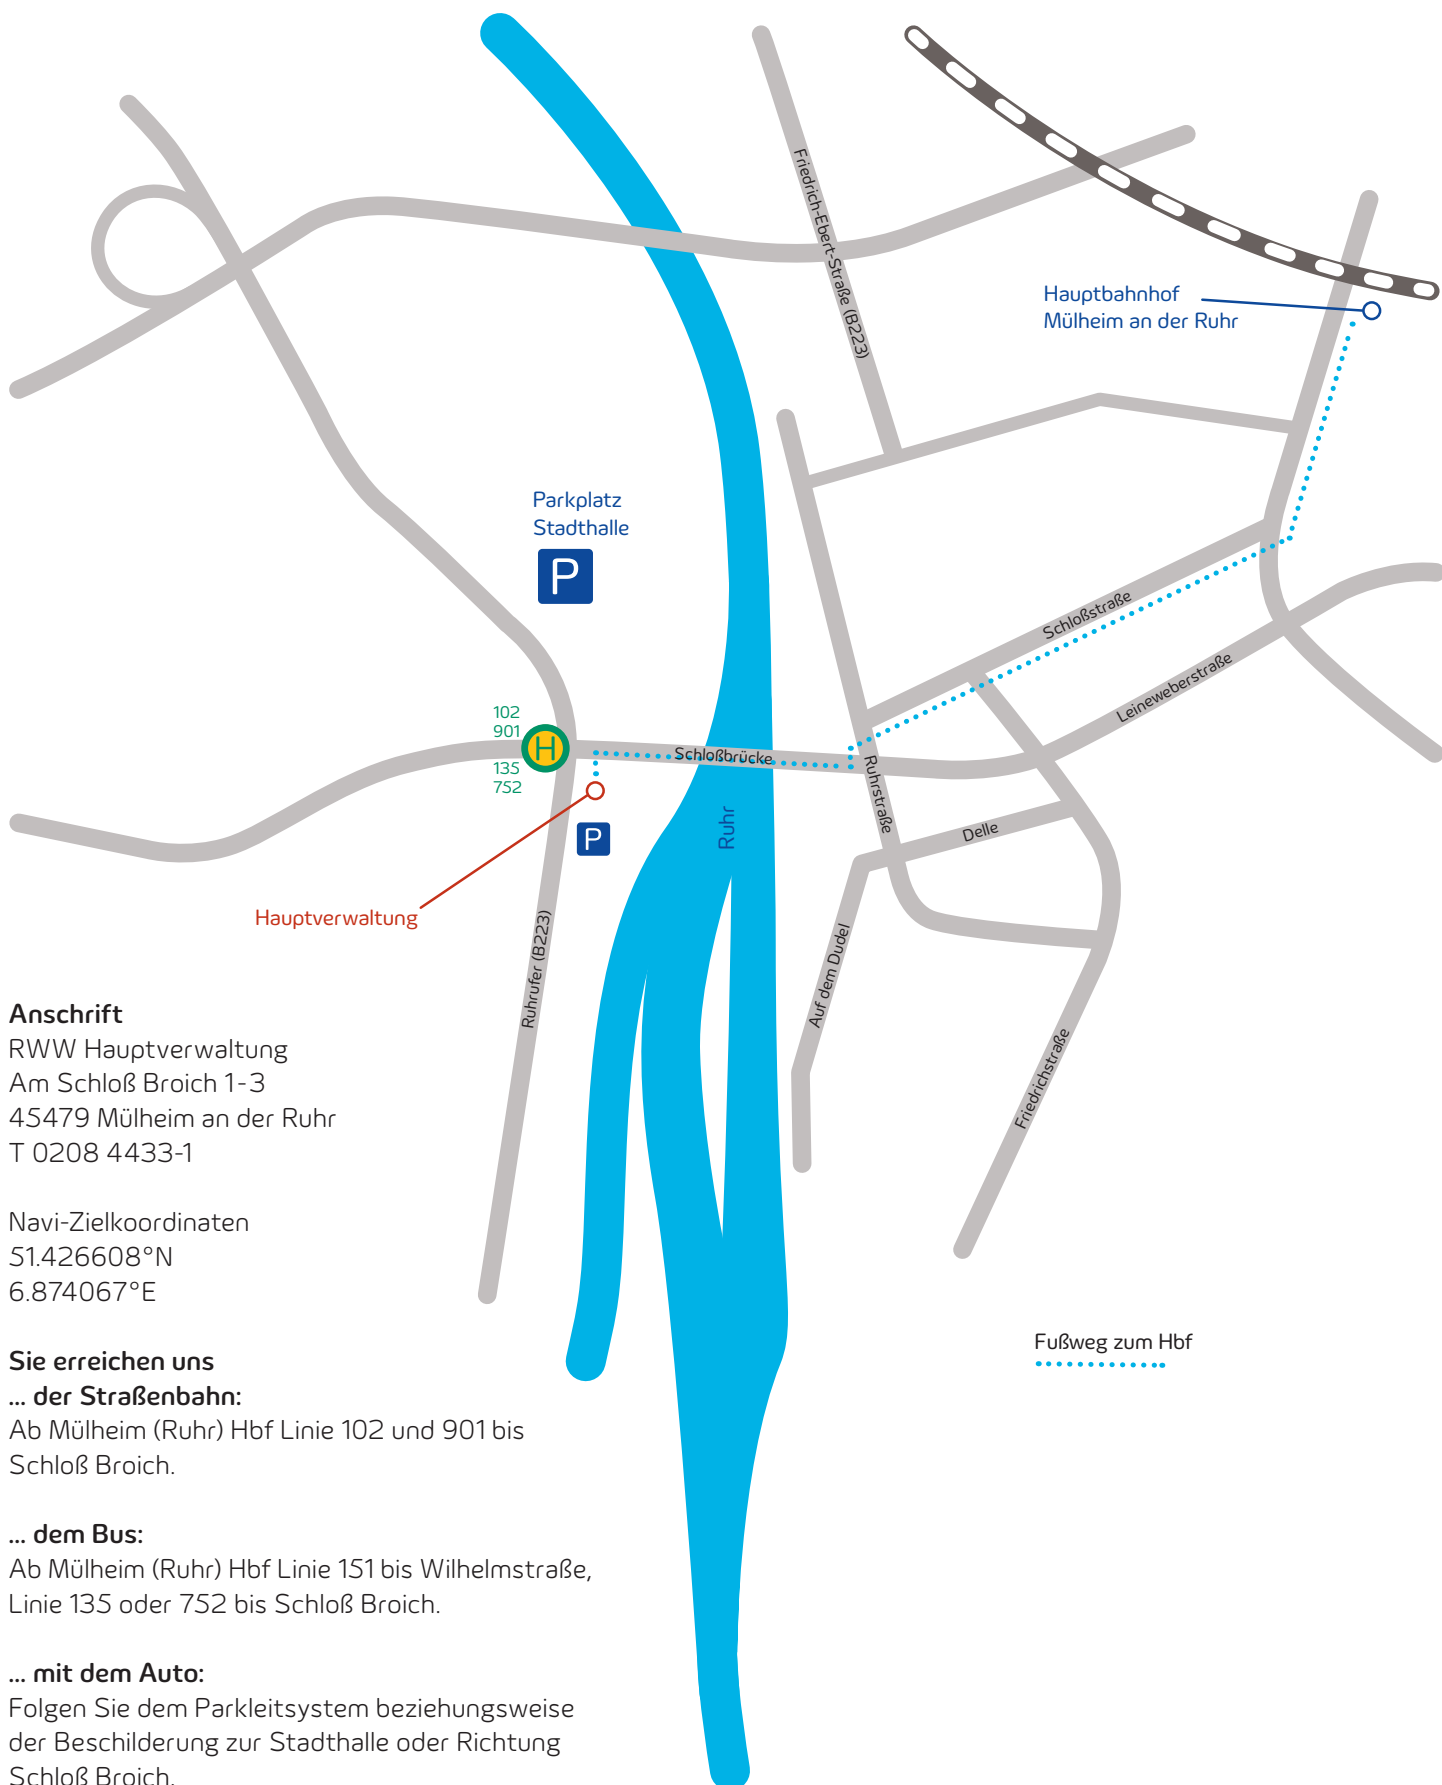 Friedrich-Ebert-Straße (B223)
Hauptbahnhof
Mülheim an der Ruhr
Parkplatz
Stadthalle
P
Schloßstraße
Leineweberstraße
102
901
H
135
752
Schloßbrücke
Ruhrstraße
Ruhr
P
Delle
Hauptverwaltung
Ruhrufer (B223)
Auf dem Dudel
Friedrichstraße
Anschrift
RWW Hauptverwaltung
Am Schloß Broich 1-3
45479 Mülheim an der Ruhr
T 0208 4433-1
Navi-Zielkoordinaten
51.426608°N
6.874067°E
Fußweg zum Hbf
Sie erreichen uns
... der Straßenbahn:
Ab Mülheim (Ruhr) Hbf Linie 102 und 901 bis
Schloß Broich.
... dem Bus:
Ab Mülheim (Ruhr) Hbf Linie 151 bis Wilhelmstraße,
Linie 135 oder 752 bis Schloß Broich.
... mit dem Auto:
Folgen Sie dem Parkleitsystem beziehungsweise
der Beschilderung zur Stadthalle oder Richtung
Schloß Broich.